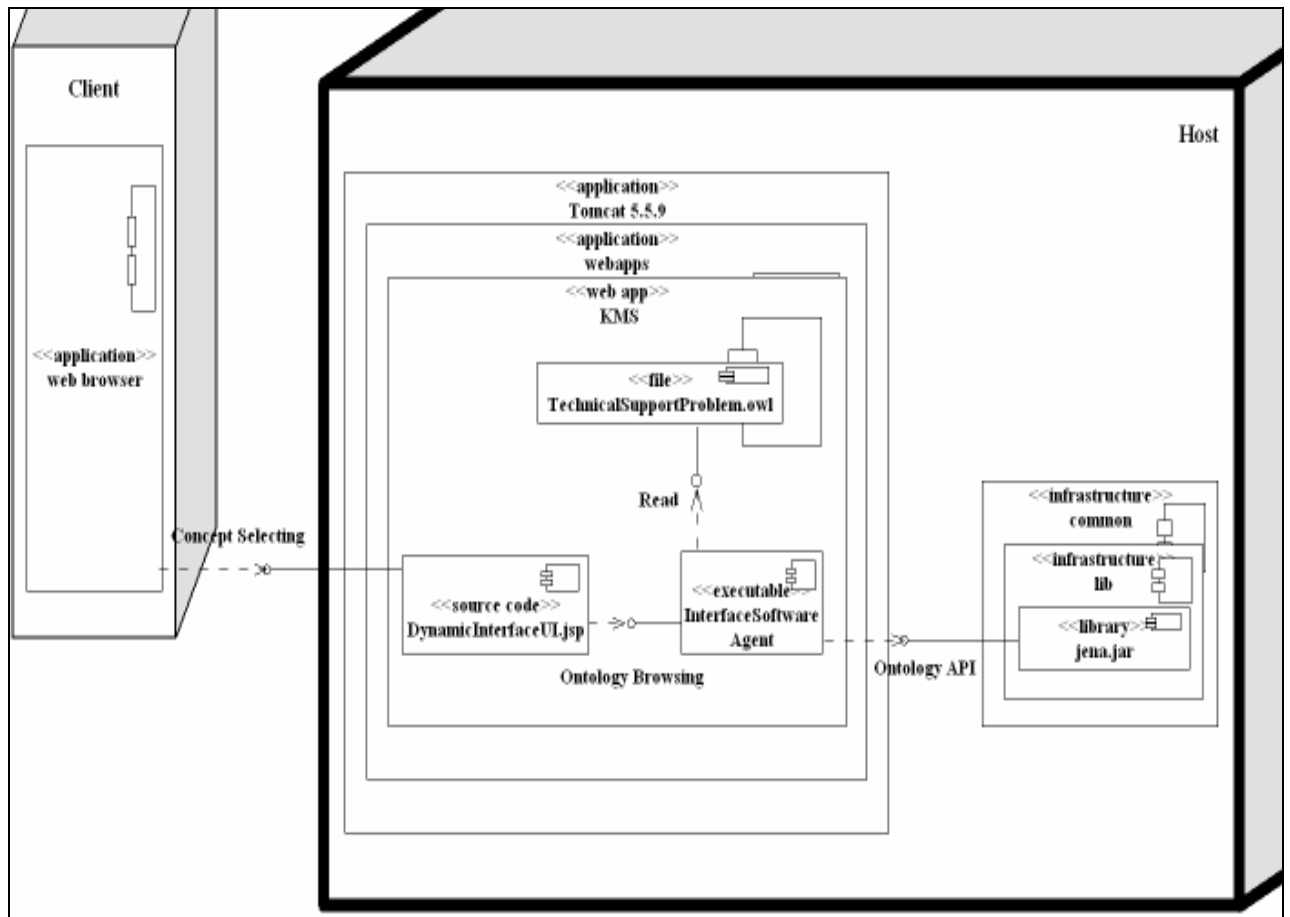 Client
<<application>>
web browser
Concept Selecting
Host
<<application>>
Tomcat 5.5.9
<<application>>
webapps
<<web app>>
KMS
<<file>>
TechnicalSupportProblem.owl
Read
<<source code>>
DynamicInterfaceUI.jsp
Ontology Browsing
<<executable>>
InterfaceSoftware
Agent
Ontology API
<<infrastructure>>
common
<<infrastructure>>
lib
<<library>>
jena.jar